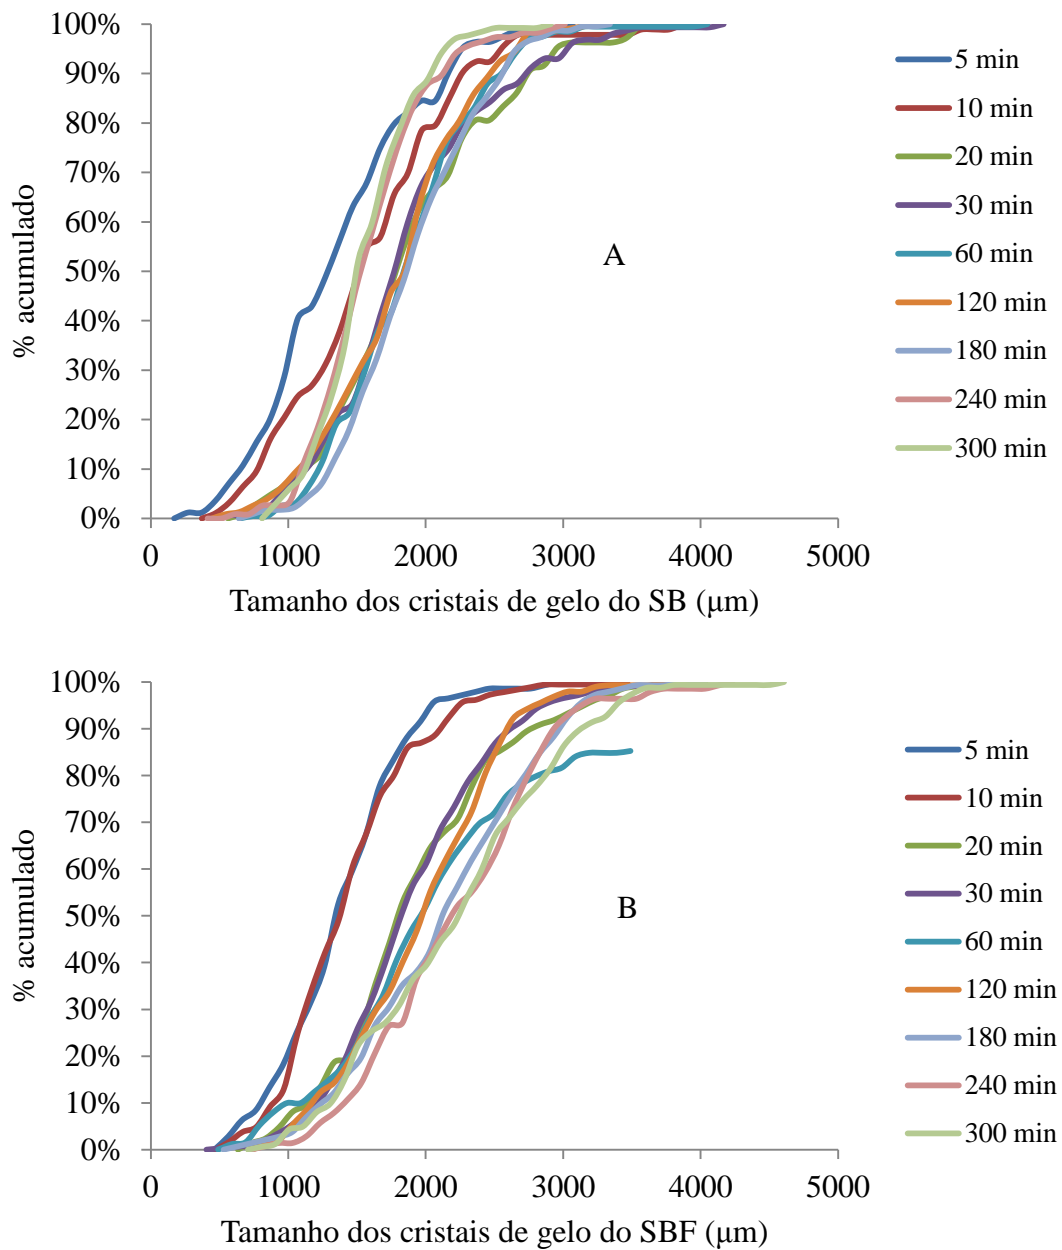 100%
90%
80%
70%
60%
50%
40%
30%
20%
10%
0%
% acumulado
A
0 1000 2000 3000 4000 5000
Tamanho dos cristais de gelo do SB (μm)
5 min
10 min
20 min
30 min
60 min
120 min
180 min
240 min
300 min
100%
90%
80%
70%
60%
50%
40%
30%
20%
10%
0%
% acumulado
B
0 1000 2000 3000 4000 5000
Tamanho dos cristais de gelo do SBF (μm)
5 min
10 min
20 min
30 min
60 min
120 min
180 min
240 min
300 min